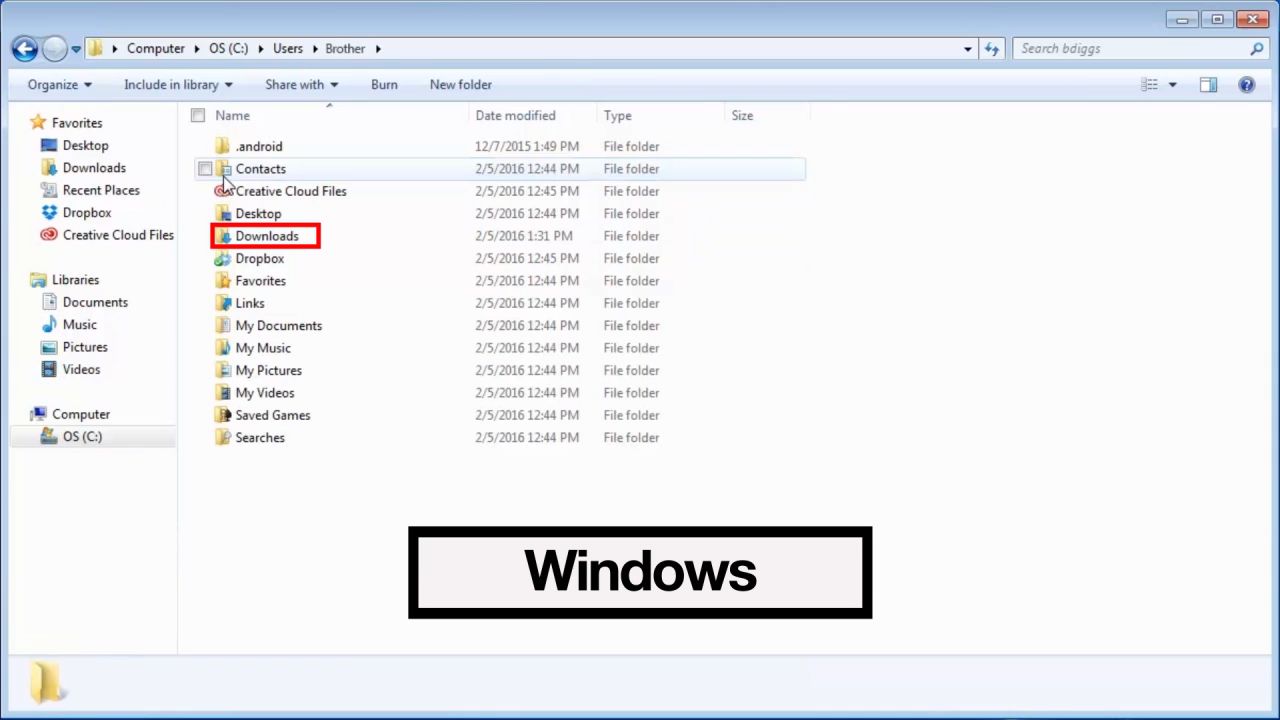 Computer OS (C:) Users Brother
Search bdiggs
Organize Include in library Share with Burn New folder
Name Date modified Type Size
Favorites
Desktop
Downloads
Recent Places
Dropbox
Creative Cloud Files
Libraries
Documents
Music
Pictures
Videos
Computer
OS (C:)
.android 12/7/2015 1:49 PM File folder
Contacts 2/5/2016 12:44 PM File folder
Creative Cloud Files 2/5/2016 12:45 PM File folder
Desktop 2/5/2016 12:44 PM File folder
Downloads 2/5/2016 1:31 PM File folder
Dropbox 2/5/2016 12:45 PM File folder
Favorites 2/5/2016 12:44 PM File folder
Links 2/5/2016 12:44 PM File folder
My Documents 2/5/2016 12:44 PM File folder
My Music 2/5/2016 12:44 PM File folder
My Pictures 2/5/2016 12:44 PM File folder
My Videos 2/5/2016 12:44 PM File folder
Saved Games 2/5/2016 12:44 PM File folder
Searches 2/5/2016 12:44 PM File folder
Windows